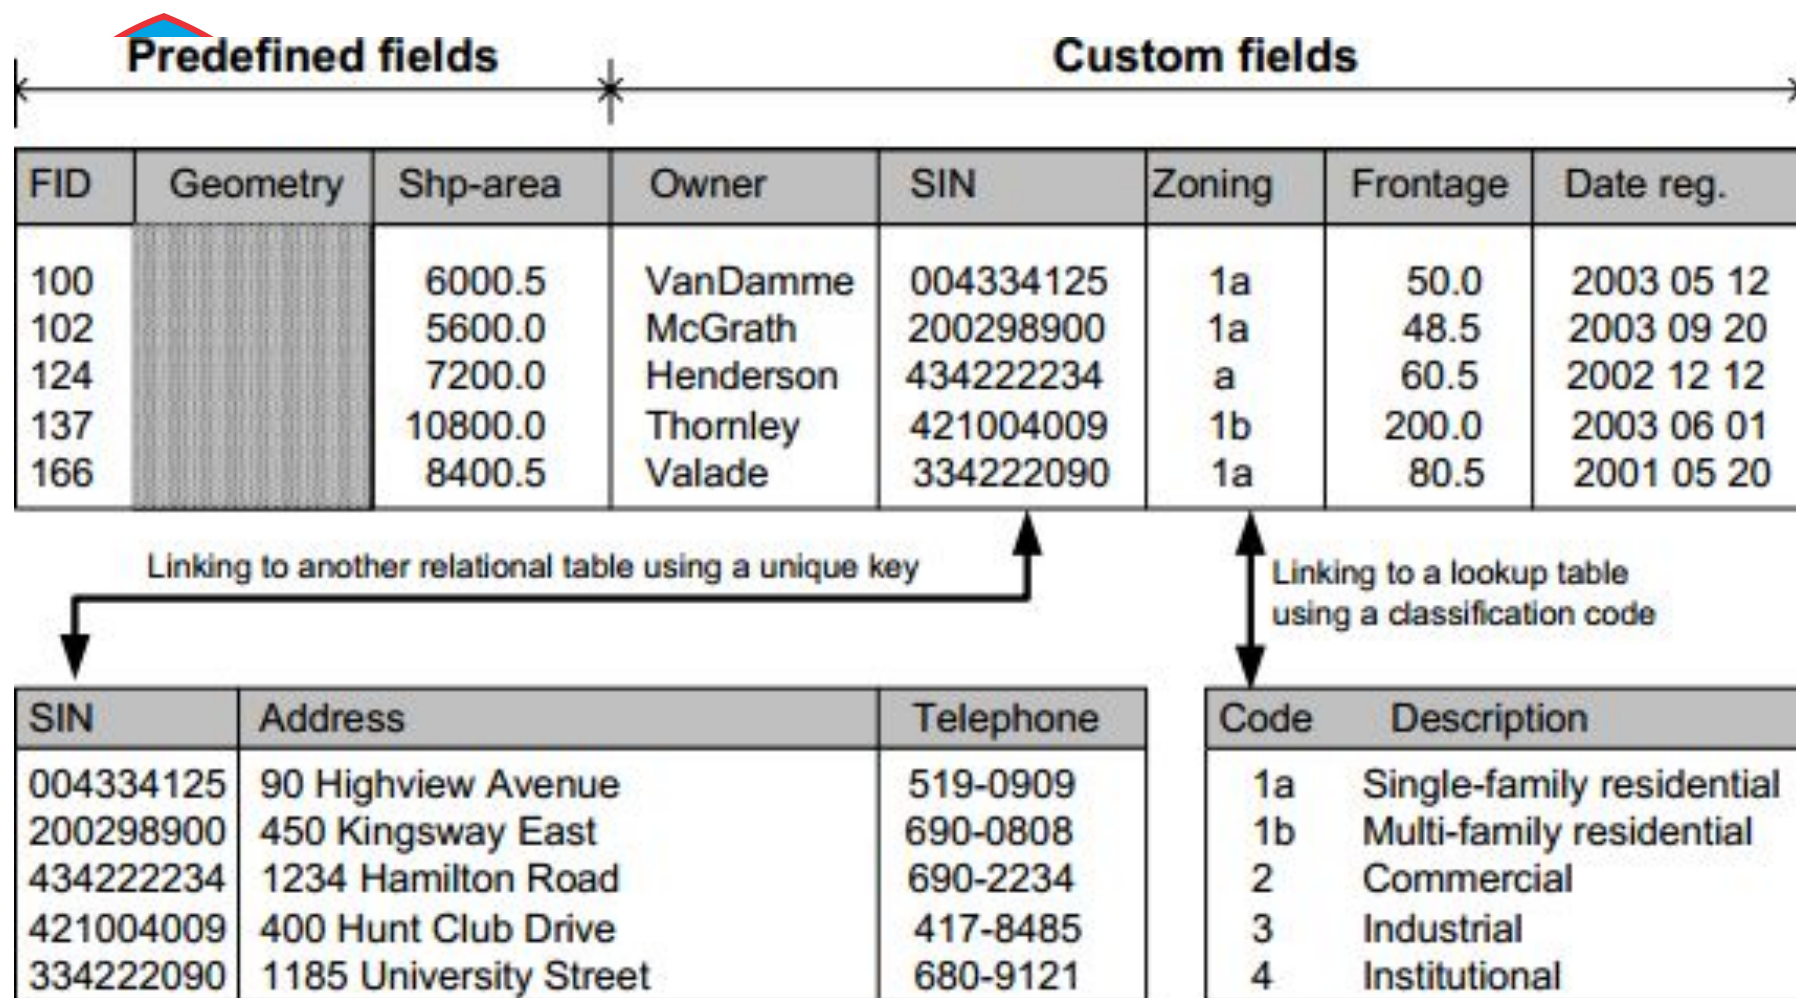 Predefined fields Custom fields
FID Geometry Shp-area Owner SIN Zoning Frontage Date reg.
100 6000.5 VanDamme 004334125 1a 50.0 2003 05 12
102 5600.0 McGrath 200298900 1a 48.5 2003 09 20
124 7200.0 Henderson 434222234 a 60.5 2002 12 12
137 10800.0 Thornley 421004009 1b 200.0 2003 06 01
166 8400.5 Valade 334222090 1a 80.5 2001 05 20
Linking to another relational table using a unique key
Linking to a lookup table
using a classification code
SIN Address Telephone
004334125 90 Highview Avenue 519-0909
200298900 450 Kingsway East 690-0808
434222234 1234 Hamilton Road 690-2234
421004009 400 Hunt Club Drive 417-8485
334222090 1185 University Street 680-9121
Code Description
1a Single-family residential
1b Multi-family residential
2 Commercial
3 Industrial
4 Institutional